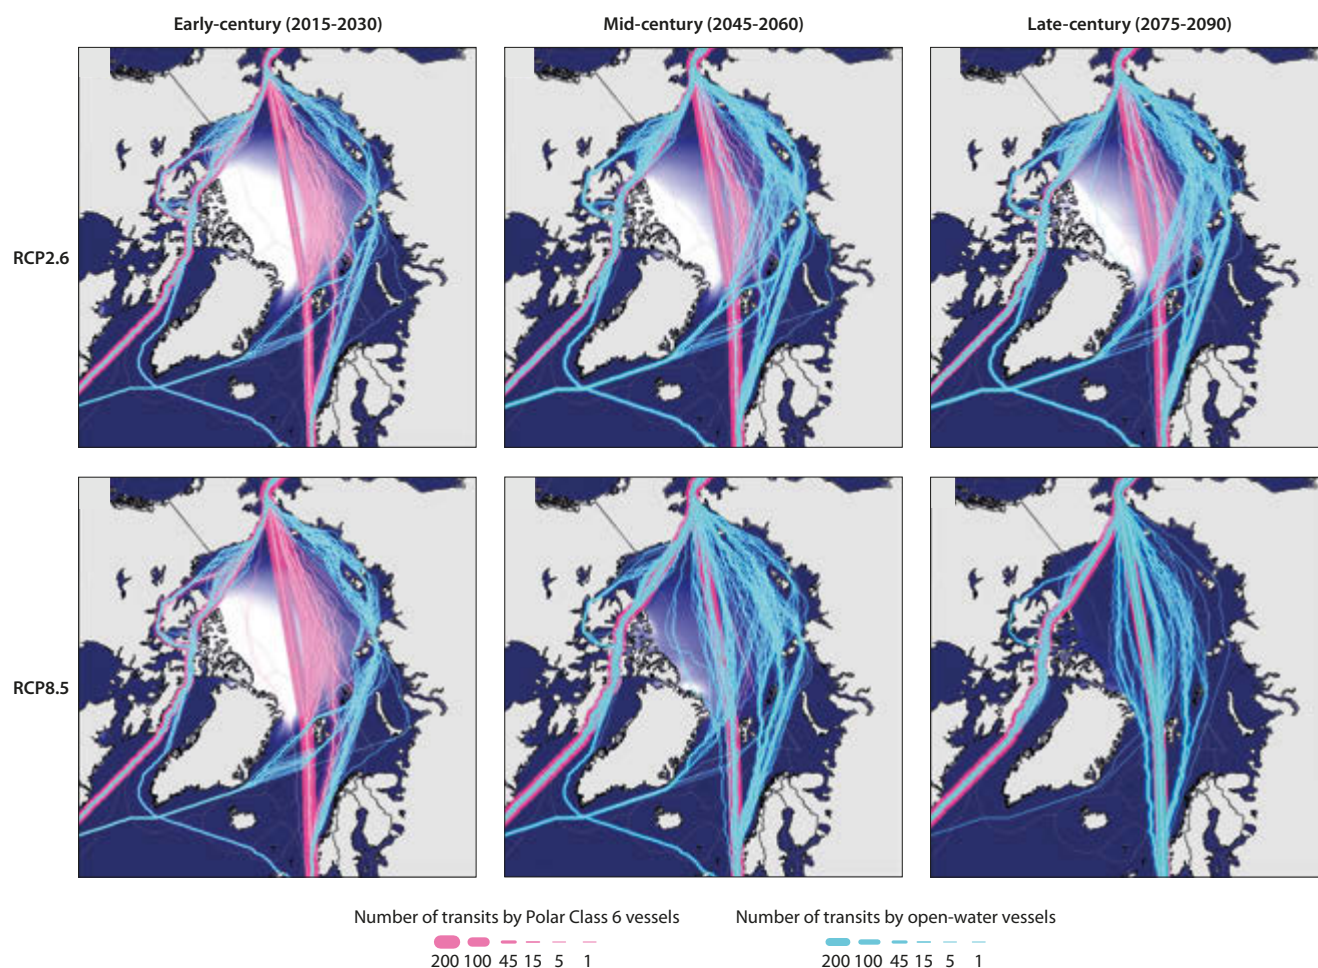 Early-century (2015-2030)
Mid-century (2045-2060)
Late-century (2075-2090)
RCP2.6
RCP8.5
Number of transits by Polar Class 6 vessels
200 100 45 15 5 1
Number of transits by open-water vessels
200 100 45 15 5 1